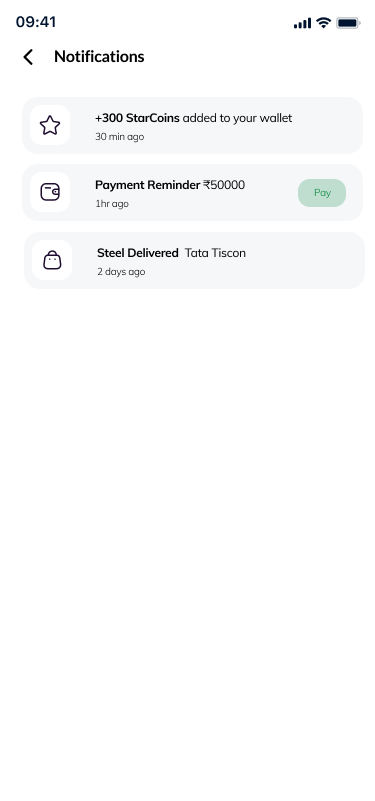 09:41
Notifications
+300 StarCoins added to your wallet
30 min ago
Payment Reminder ₹50000
1hr ago
Pay
Steel Delivered Tata Tiscon
2 days ago